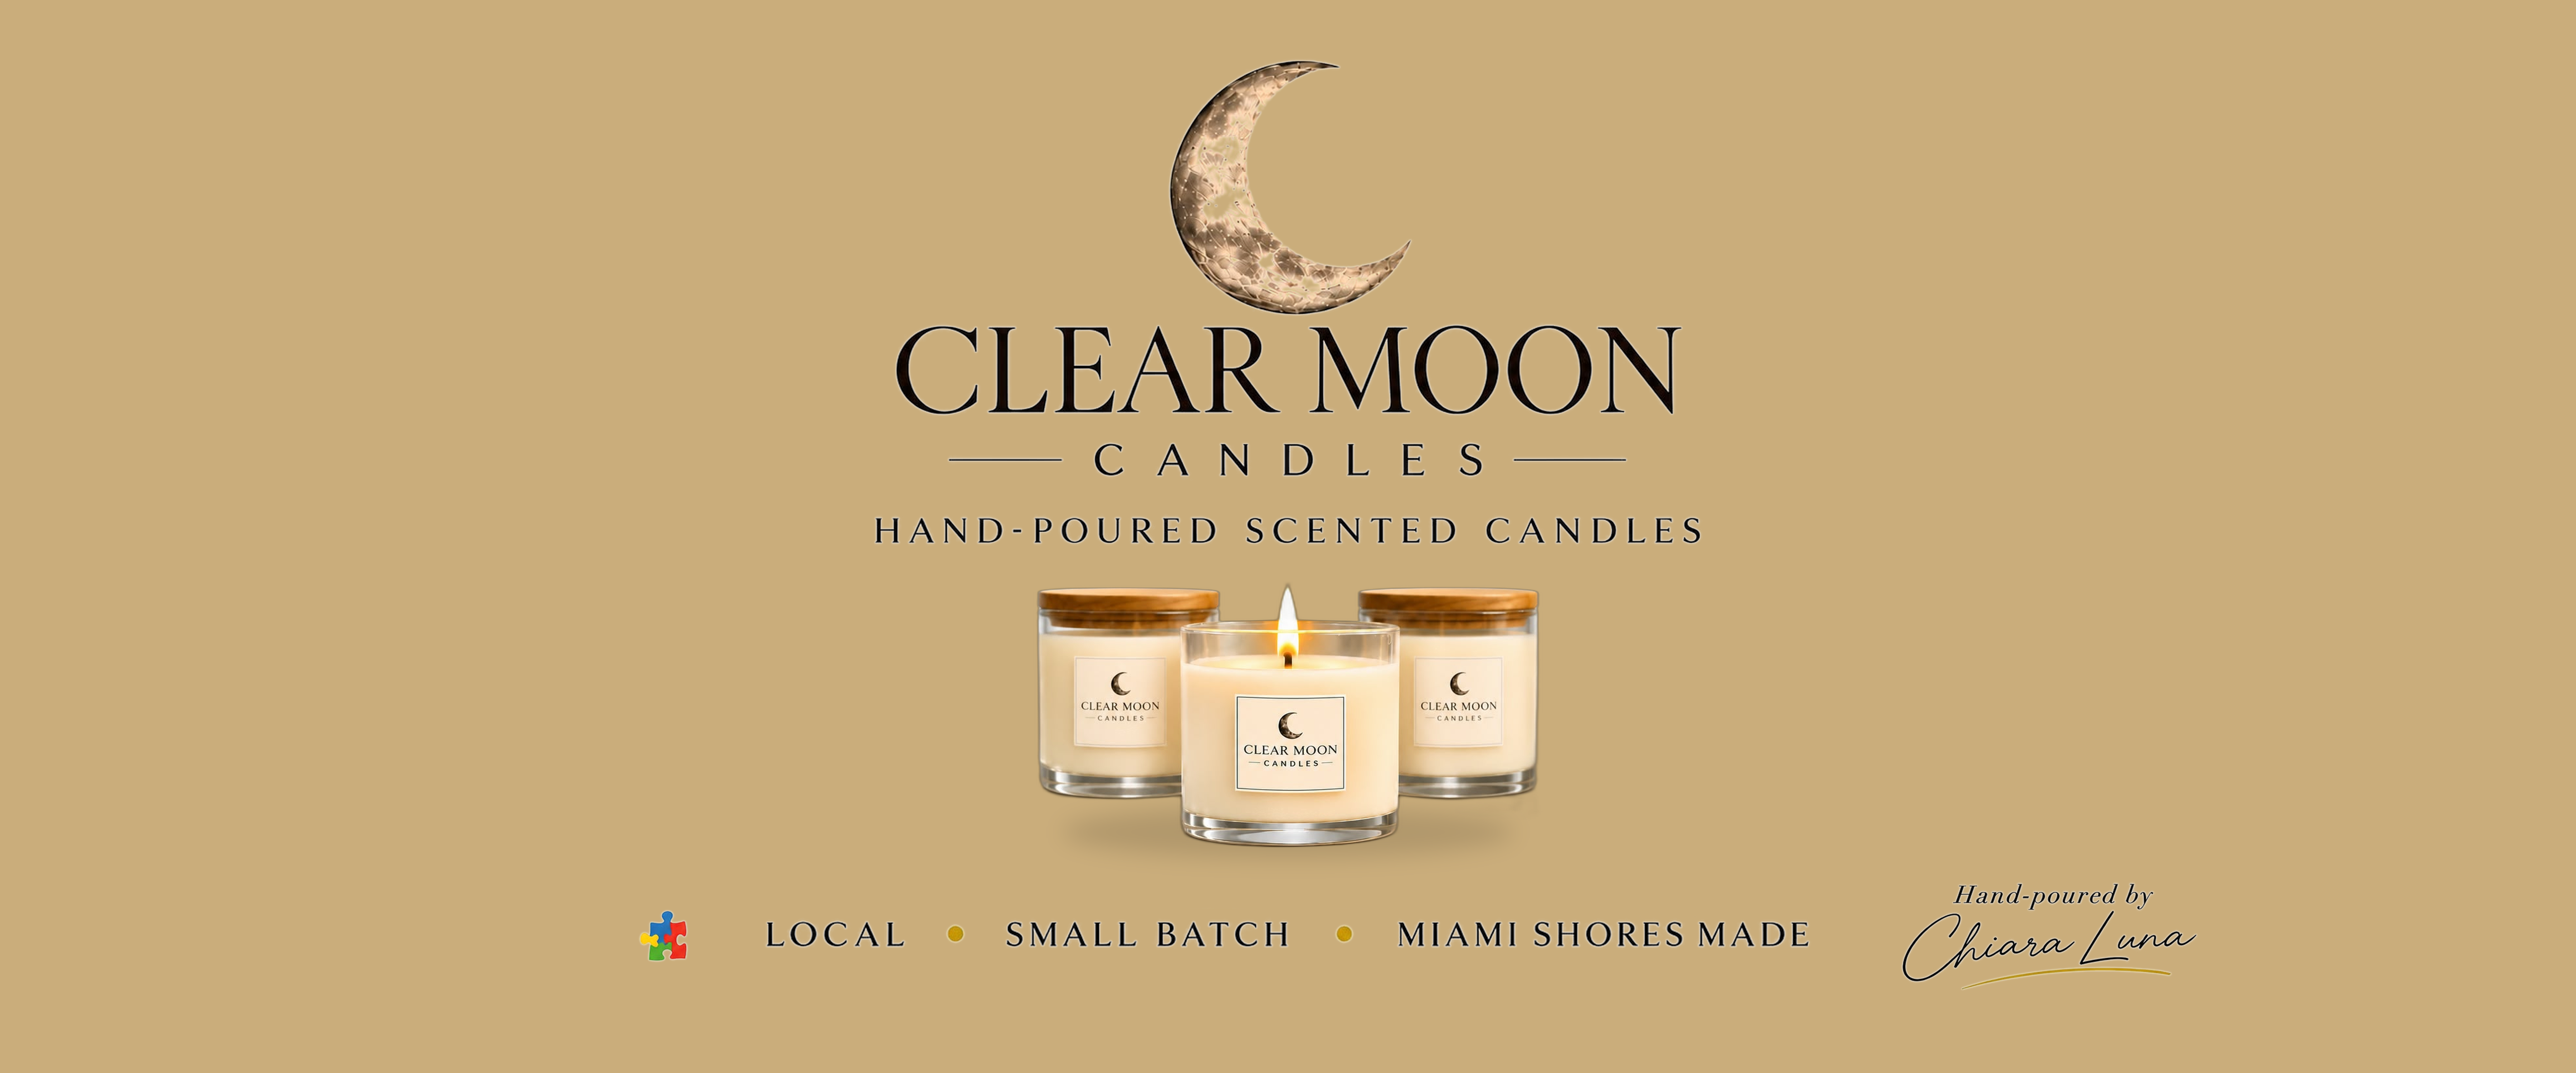 CLEAR MOON
CANDLES
HAND-POURED SCENTED CANDLES
CLEAR MOON
CANDLES
CLEAR MOON
CANDLES
CLEAR MOON
CANDLES
LOCAL • SMALL BATCH • MIAMI SHORES MADE
Hand-poured by
Chiara Luna